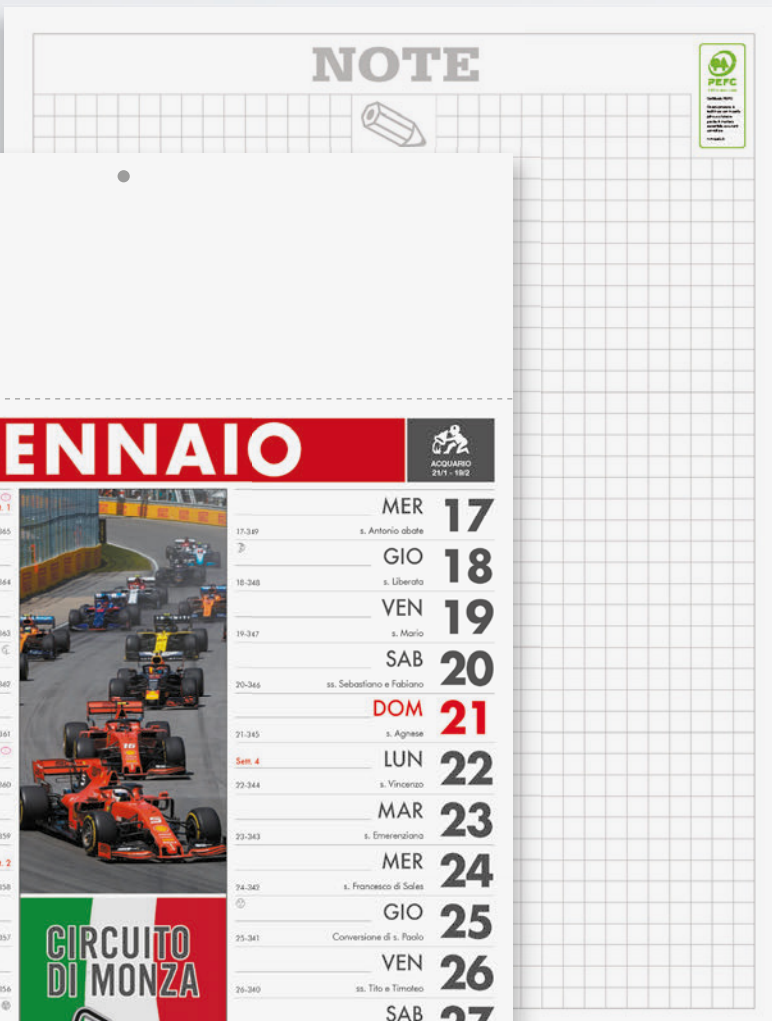 NOTE
PEFC
ENNAIO
ACQUARIO
21/1 - 19/2
MER 17
17-349 s. Antonio abate
GIO 18
18-348 s. Liberata
VEN 19
19-347 s. Mario
SAB 20
20-346 ss. Sebastiano e Fabiano
DOM 21
21-345 s. Agnese
Sett. 4
LUN 22
22-344 s. Vincenzo
MAR 23
23-343 s. Emerenziana
MER 24
24-342 s. Francesco di Sales
GIO 25
25-341 Conversione di s. Paolo
VEN 26
26-340 ss. Tito e Timoteo
SAB 27
16
5
CIRCUITO
DI MONZA